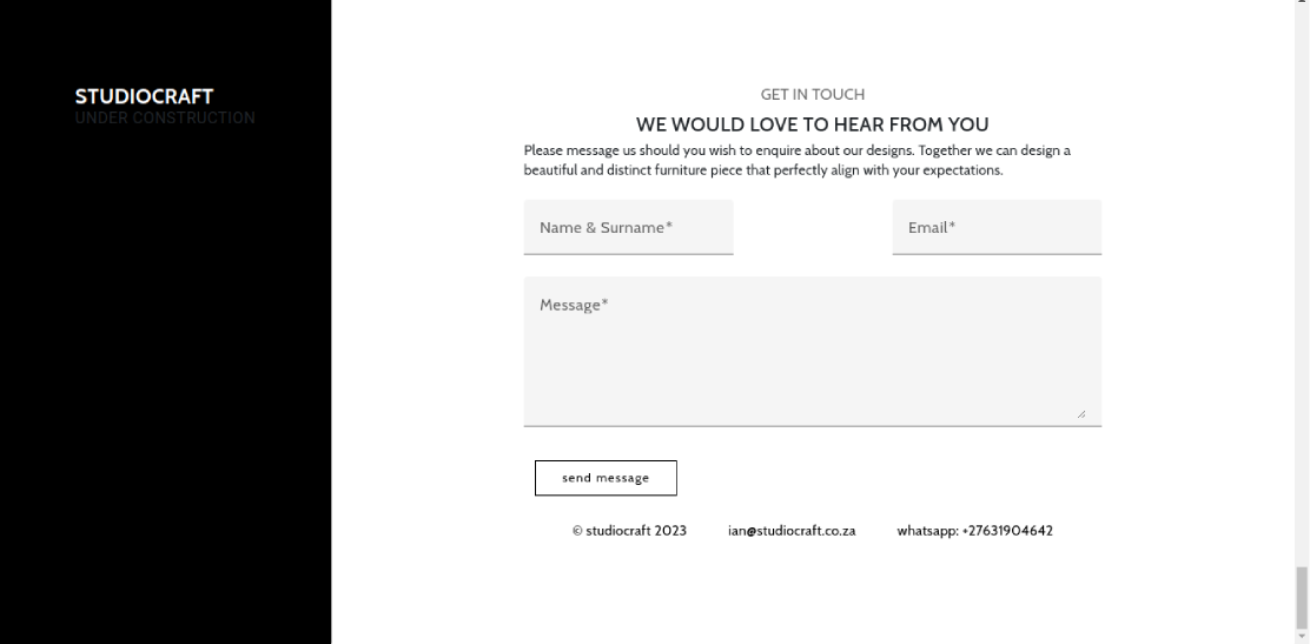 STUDIOCRAFT
UNDER CONSTRUCTION
GET IN TOUCH
WE WOULD LOVE TO HEAR FROM YOU
Please message us should you wish to enquire about our designs. Together we can design a
beautiful and distinct furniture piece that perfectly align with your expectations.
Name & Surname*
Email*
Message*
send message
© studiocraft 2023 ian@studiocraft.co.za whatsapp: +27631904642